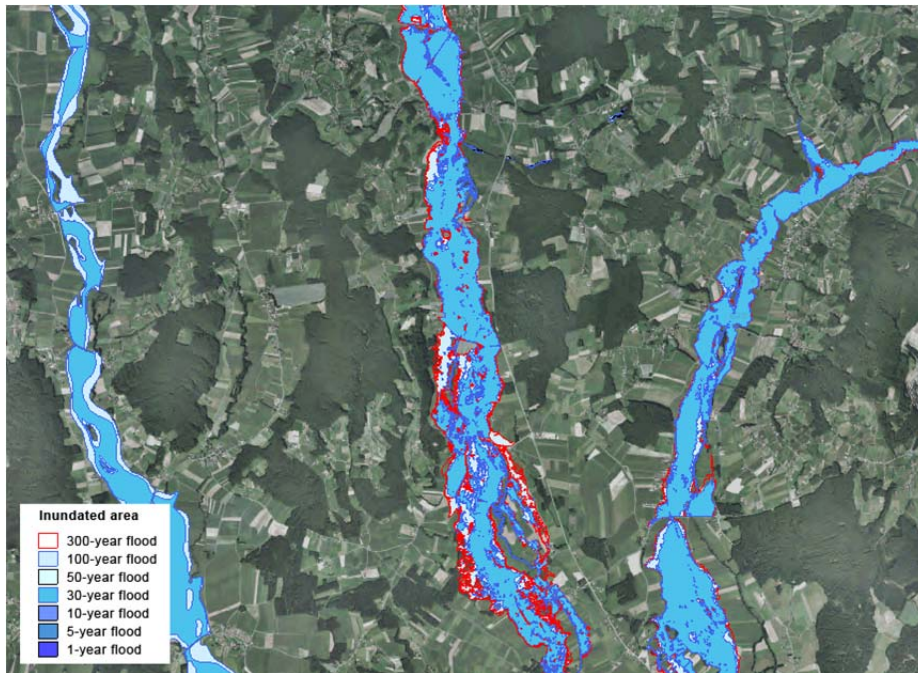 Inundated area
300-year flood
100-year flood
50-year flood
30-year flood
10-year flood
5-year flood
1-year flood